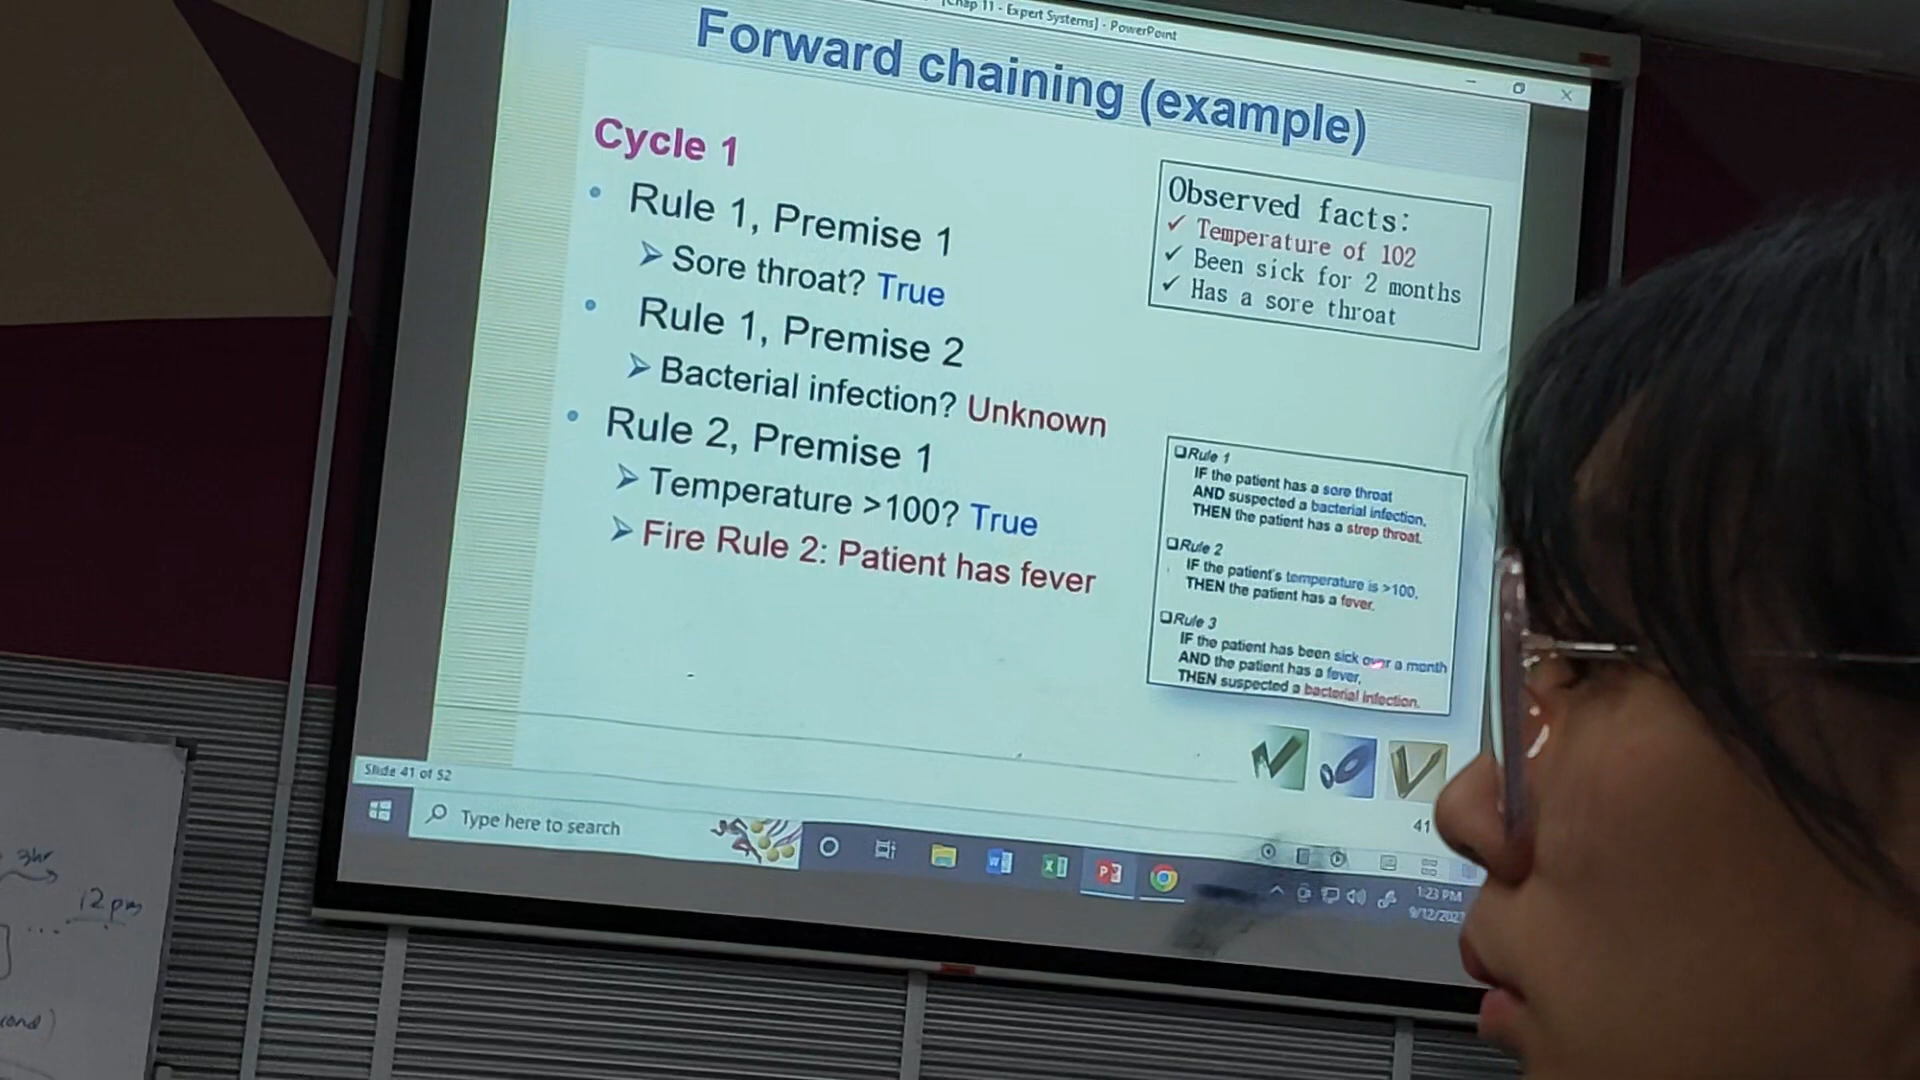 [Chap 11 - Expert Systems] - PowerPoint
Forward chaining (example)
Cycle 1
Rule 1, Premise 1
Sore throat? True
Rule 1, Premise 2
Bacterial infection? Unknown
Rule 2, Premise 1
Temperature >100? True
Fire Rule 2: Patient has fever
Observed facts:
Temperature of 102
Been sick for 2 months
Has a sore throat
Rule 1
IF the patient has a sore throat
AND suspected a bacterial infection,
THEN the patient has a strep throat.
Rule 2
IF the patient's temperature is >100,
THEN the patient has a fever.
Rule 3
IF the patient has been sick over a month
AND the patient has a fever,
THEN suspected a bacterial infection.
41
Slide 41 of 52
Type here to search
1:23 PM
9/12/202
3hr
12pm